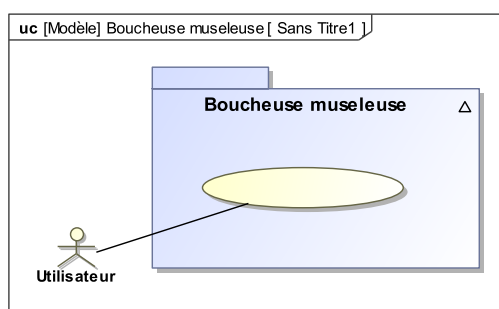 uc [Modèle] Boucheuse museleuse [ Sans Titre1 ]
Boucheuse museleuse
Utilisateur